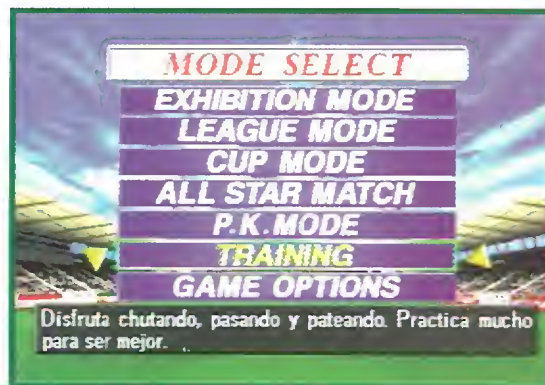 MODE SELECT
EXHIBITION MODE
LEAGUE MODE
CUP MODE
ALL STAR MATCH
P.K.MODE
TRAINING
GAME OPTIONS
Disfruta chutando, pasando y pateando. Practica mucho
para ser mejor.